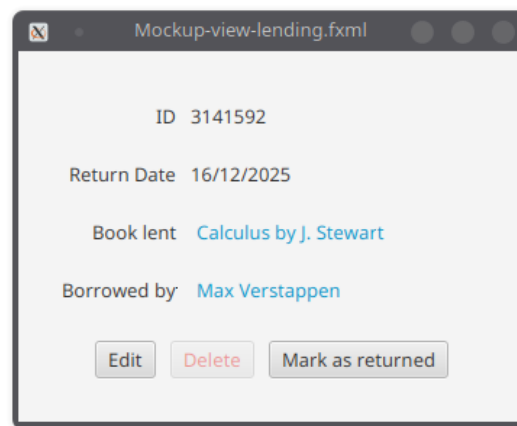 Mockup-view-lending.fxml
ID 3141592
Return Date 16/12/2025
Book lent Calculus by J. Stewart
Borrowed by Max Verstappen
Edit Delete Mark as returned